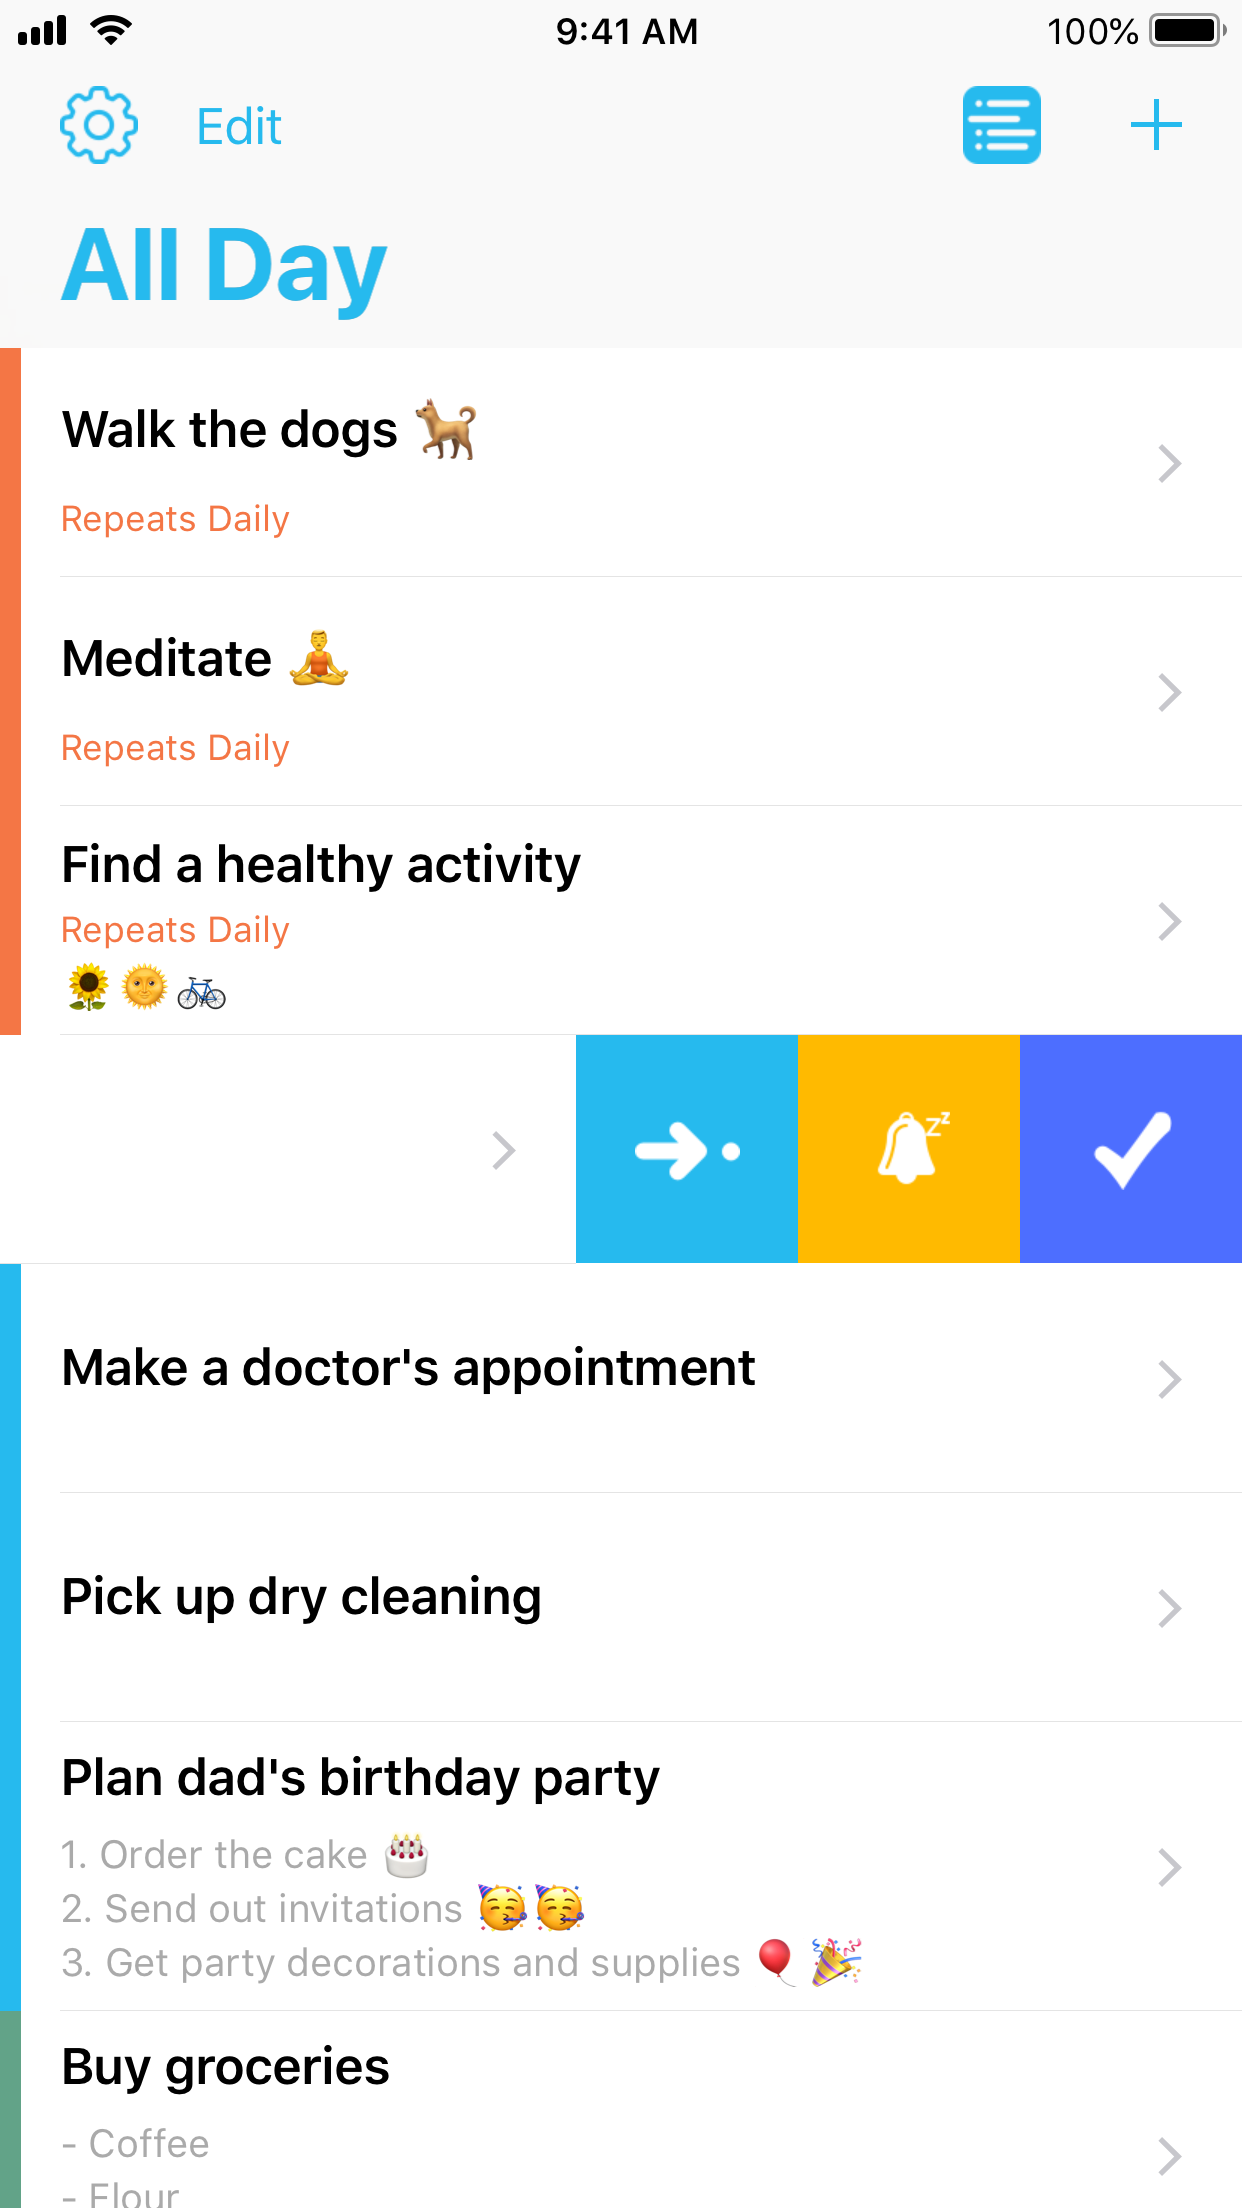 9:41 AM
100%
Edit
All Day
Walk the dogs 🐕
Repeats Daily
Meditate 🧘
Repeats Daily
Find a healthy activity
Repeats Daily
🌻🌞🚲
zz
Make a doctor's appointment
Pick up dry cleaning
Plan dad's birthday party
1. Order the cake 🎂
2. Send out invitations 🥳🥳
3. Get party decorations and supplies 🎈🎉
Buy groceries
- Coffee
- Flour